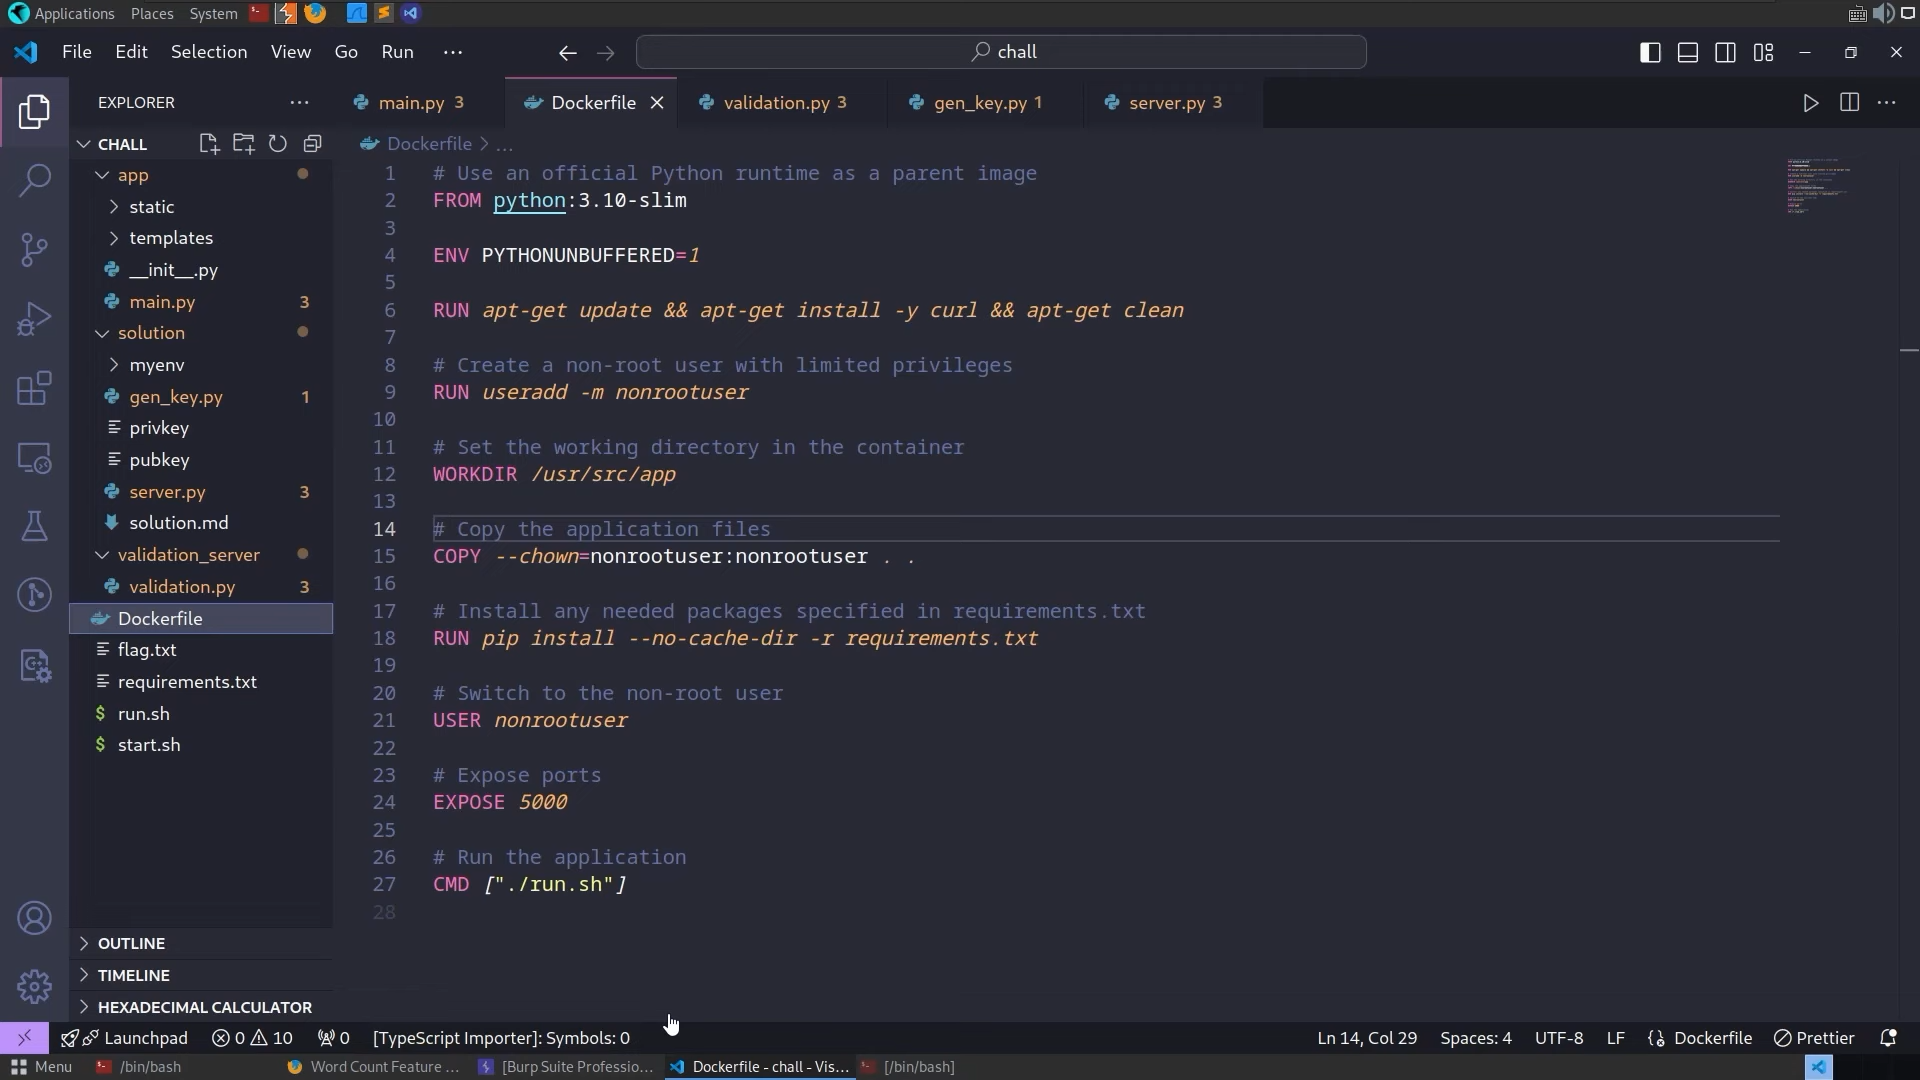 Applications Places System
File Edit Selection View Go Run ···
chall
EXPLORER ···
main.py 3
Dockerfile
validation.py 3
gen_key.py 1
server.py 3
CHALL
Dockerfile > ...
app
static
templates
__init__.py
main.py 3
solution
myenv
gen_key.py 1
privkey
pubkey
server.py 3
solution.md
validation_server
validation.py 3
Dockerfile
flag.txt
requirements.txt
$ run.sh
$ start.sh
OUTLINE
TIMELINE
HEXADECIMAL CALCULATOR
1 # Use an official Python runtime as a parent image
2 FROM python:3.10-slim
3
4 ENV PYTHONUNBUFFERED=1
5
6 RUN apt-get update && apt-get install -y curl && apt-get clean
7
8 # Create a non-root user with limited privileges
9 RUN useradd -m nonrootuser
10
11 # Set the working directory in the container
12 WORKDIR /usr/src/app
13
14 # Copy the application files
15 COPY --chown=nonrootuser:nonrootuser . .
16
17 # Install any needed packages specified in requirements.txt
18 RUN pip install --no-cache-dir -r requirements.txt
19
20 # Switch to the non-root user
21 USER nonrootuser
22
23 # Expose ports
24 EXPOSE 5000
25
26 # Run the application
27 CMD ["./run.sh"]
28
Launchpad 0 10 0 [TypeScript Importer]: Symbols: 0
Ln 14, Col 29 Spaces: 4 UTF-8 LF Dockerfile Prettier
Menu /bin/bash Word Count Feature ... [Burp Suite Professio... Dockerfile - chall - Vis... [/bin/bash]